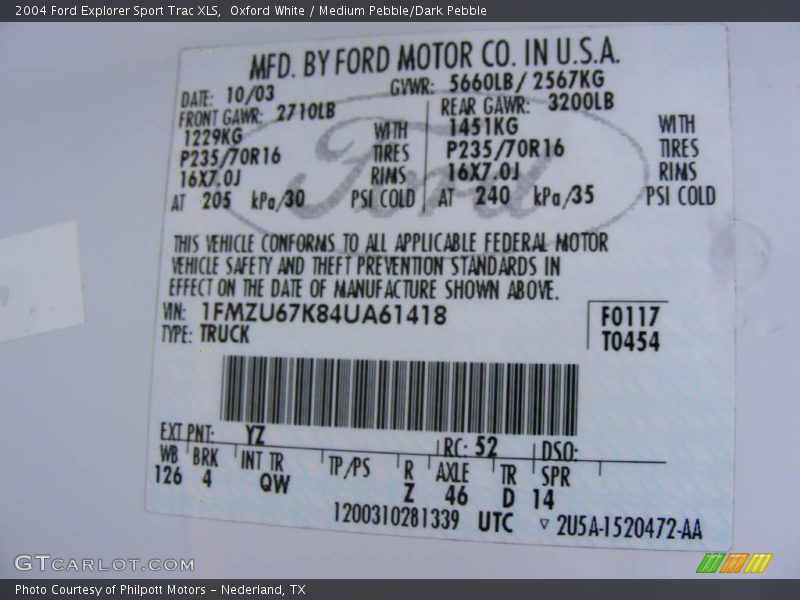 2004 Ford Explorer Sport Trac XLS,  Oxford White / Medium Pebble/Dark Pebble
MFD. BY FORD MOTOR CO. IN U.S.A.
DATE: 10/03 GVWR: 5660LB/ 2567KG
FRONT GAWR: 2710LB REAR GAWR: 3200LB
1229KG WITH 1451KG WITH
P235/70R16 TIRES P235/70R16 TIRES
16X7.0J RIMS 16X7.0J RIMS
AT 205 kPa/30 PSI COLD AT 240 kPa/35 PSI COLD
Ford
THIS VEHICLE CONFORMS TO ALL APPLICABLE FEDERAL MOTOR
VEHICLE SAFETY AND THEFT PREVENTION STANDARDS IN
EFFECT ON THE DATE OF MANUFACTURE SHOWN ABOVE.
VIN: 1FMZU67K84UA61418 F0117
TYPE: TRUCK T0454
EXT PNT: YZ RC: 52 DSO:
WB BRK INT TR TP/PS R AXLE TR SPR
126 4 QW Z 46 D 14
1200310281339 UTC ▽ 2U5A-1520472-AA
GTCARLOT.COM
Photo Courtesy of Philpott Motors – Nederland, TX